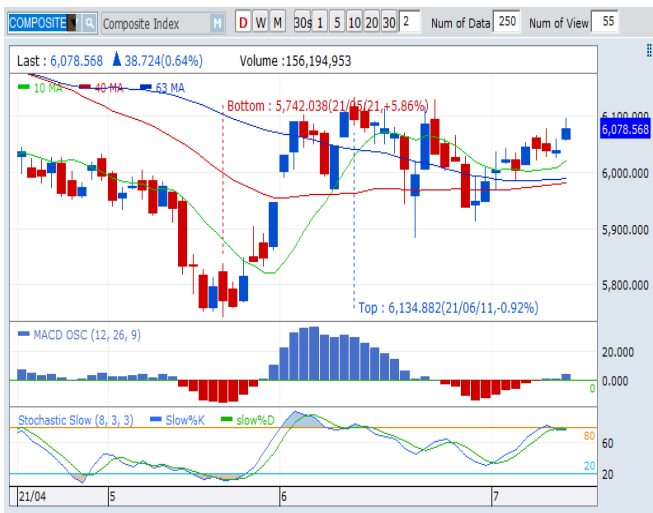 COMPOSITE Composite Index M D W M 30s 1 5 10 20 30 2 Num of Data 250 Num of View 55
Last : 6,078.568 ▲ 38.724(0.64%) Volume :156,194,953
10 MA 40 MA 63 MA
Bottom : 5,742.038(21/05(21,+5.86%)
6,100.000
6,078.568
6,000.000
5,900.000
5,800.000
Top : 6,134.882(21/06/11,-0.92%)
MACD OSC (12, 26, 9)
20.000
0 0.000
Stochastic Slow (8, 3, 3) Slow%K slow%D
80 60
20 20
21/04 5 6 7